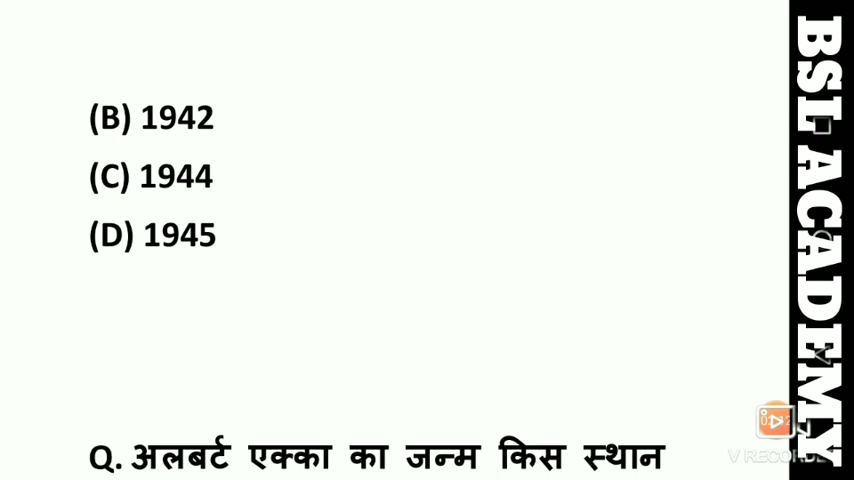 (B) 1942
(C) 1944
(D) 1945
Q. अलबर्ट एक्का का जन्म किस स्थान
BSL ACADEMY